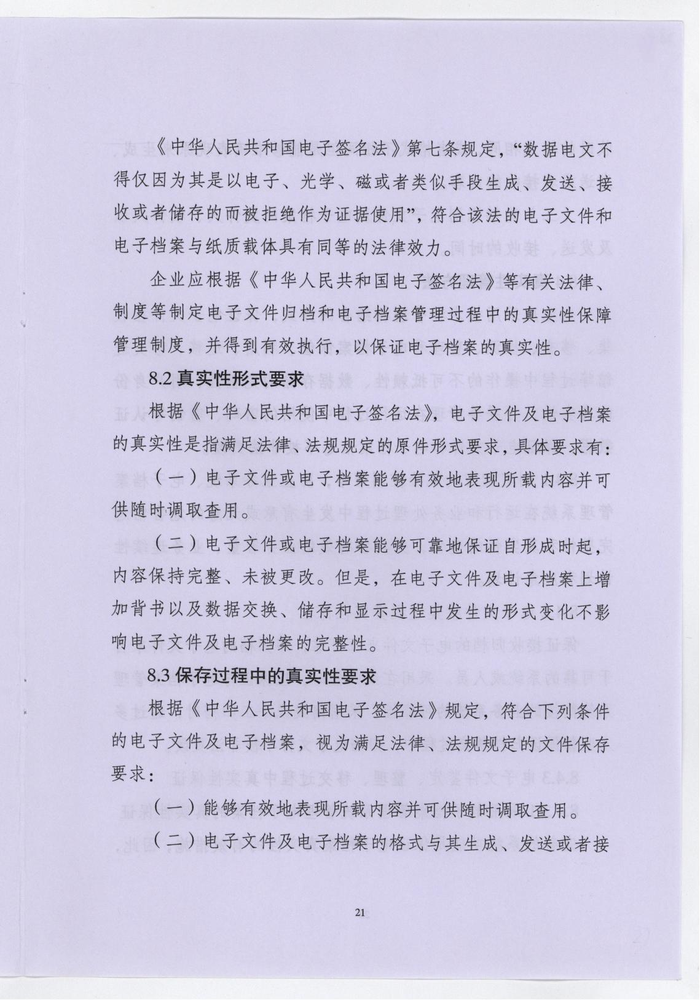 《中华人民共和国电子签名法》第七条规定，“数据电文不
得仅因为其是以电子、光学、磁或者类似手段生成、发送、接
收或者储存的而被拒绝作为证据使用”，符合该法的电子文件和
电子档案与纸质载体具有同等的法律效力。
企业应根据《中华人民共和国电子签名法》等有关法律、
制度等制定电子文件归档和电子档案管理过程中的真实性保障
管理制度，并得到有效执行，以保证电子档案的真实性。
8.2 真实性形式要求
根据《中华人民共和国电子签名法》，电子文件及电子档案
的真实性是指满足法律、法规规定的原件形式要求，具体要求有：
（一）电子文件或电子档案能够有效地表现所载内容并可
供随时调取查用。
（二）电子文件或电子档案能够可靠地保证自形成时起，
内容保持完整、未被更改。但是，在电子文件及电子档案上增
加背书以及数据交换、储存和显示过程中发生的形式变化不影
响电子文件及电子档案的完整性。
8.3 保存过程中的真实性要求
根据《中华人民共和国电子签名法》规定，符合下列条件
的电子文件及电子档案，视为满足法律、法规规定的文件保存
要求：
（一）能够有效地表现所载内容并可供随时调取查用。
（二）电子文件及电子档案的格式与其生成、发送或者接
21